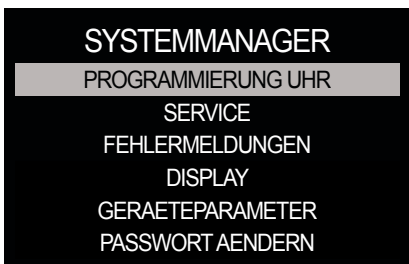 SYSTEMMANAGER
PROGRAMMIERUNG UHR
SERVICE
FEHLERMELDUNGEN
DISPLAY
GERAETEPARAMETER
PASSWORT AENDERN